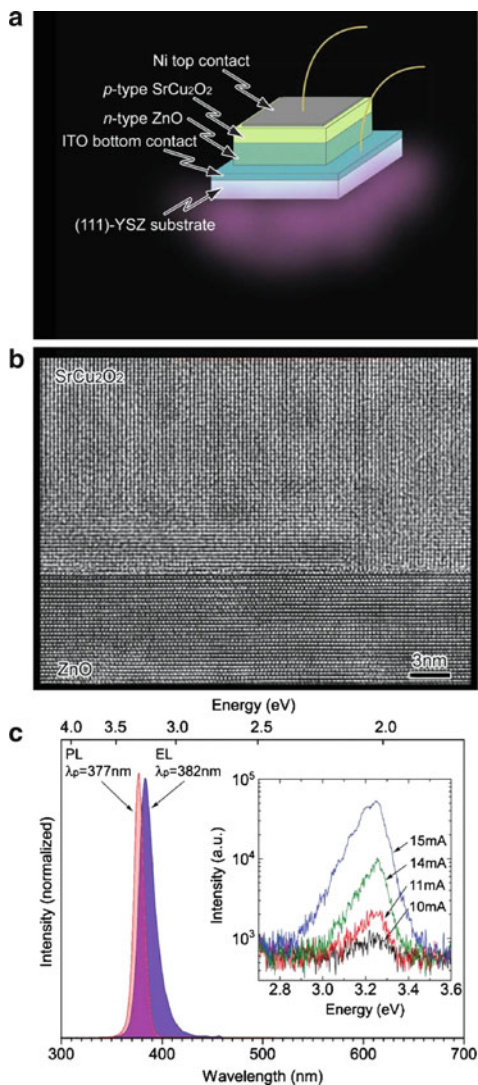 a
Ni top contact
p-type SrCu₂O₂
n-type ZnO
ITO bottom contact
(111)-YSZ substrate
b
SrCu₂O₂
ZnO
3nm
Energy (eV)
c
4.0 3.5 3.0 2.5 2.0
PL
λp=377nm
EL
λp=382nm
Intensity (normalized)
Intensity (a.u.)
10⁵
10⁴
10³
15mA
14mA
11mA
10mA
2.8 3.0 3.2 3.4 3.6
Energy (eV)
300 400 500 600 700
Wavelength (nm)